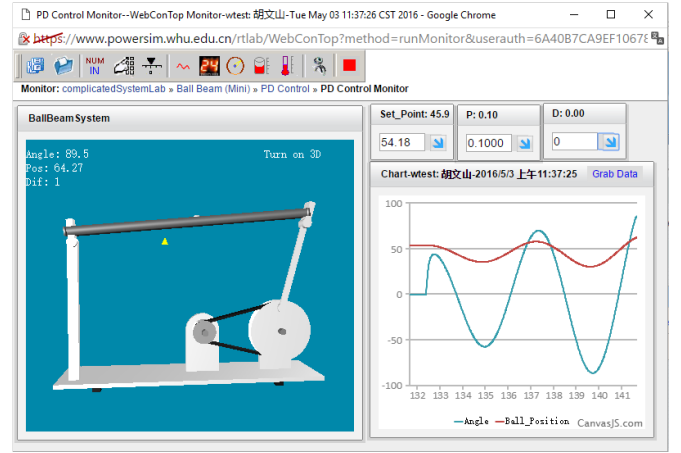 PD Control Monitor--WebConTop Monitor-wtest: 胡文山-Tue May 03 11:37:26 CST 2016 - Google Chrome
https://www.powersim.whu.edu.cn/rtlab/WebConTop?method=runMonitor&userauth=6A40B7CA9EF1067
NUM
IN
24
Monitor: complicatedSystemLab » Ball Beam (Mini) » PD Control » PD Control Monitor
BallBeamSystem
Angle: 89.5
Turn on 3D
Pos: 64.27
Dif: 1
Set_Point: 45.9
P: 0.10
D: 0.00
54.18
0.1000
0
Chart-wtest: 胡文山-2016/5/3 上午11:37:25
Grab Data
100
50
0
-50
-100
132 133 134 135 136 137 138 139 140 141
Angle Ball_Position
CanvasJS.com